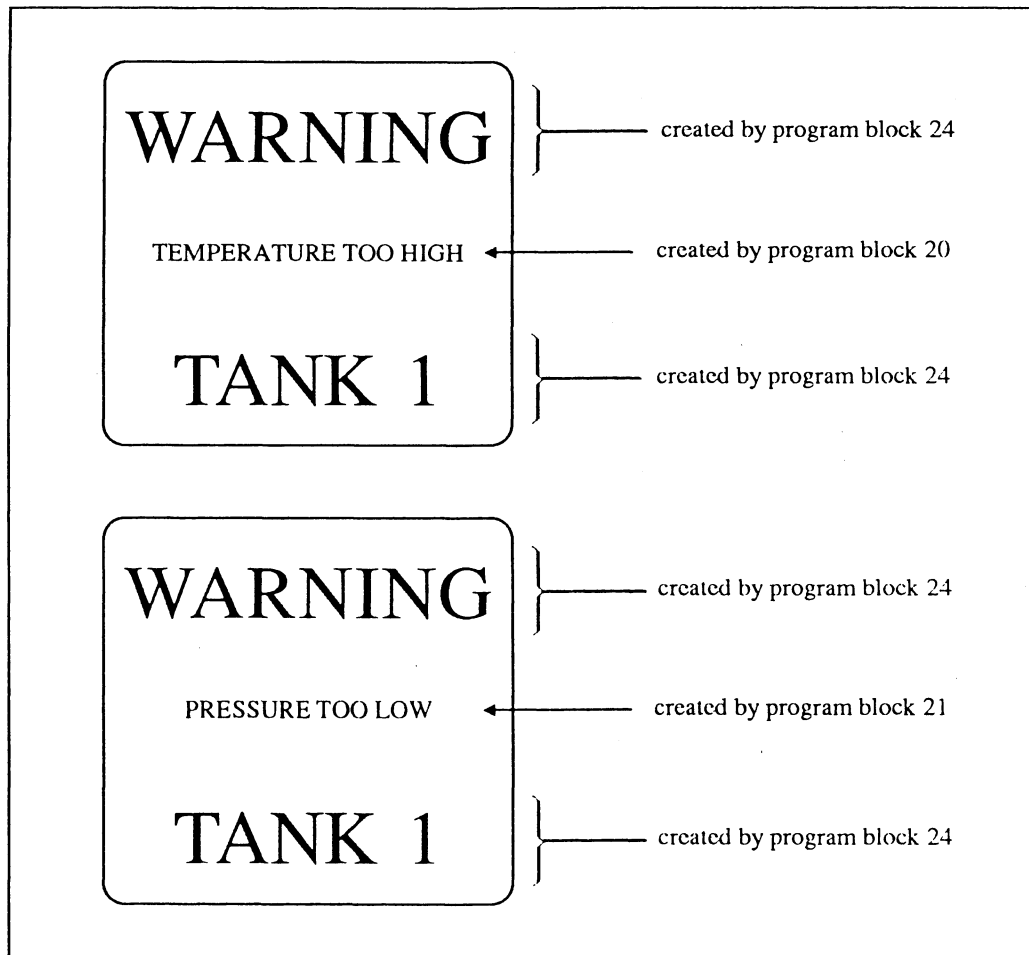 WARNING
created by program block 24
TEMPERATURE TOO HIGH
created by program block 20
TANK 1
created by program block 24
WARNING
created by program block 24
PRESSURE TOO LOW
created by program block 21
TANK 1
created by program block 24